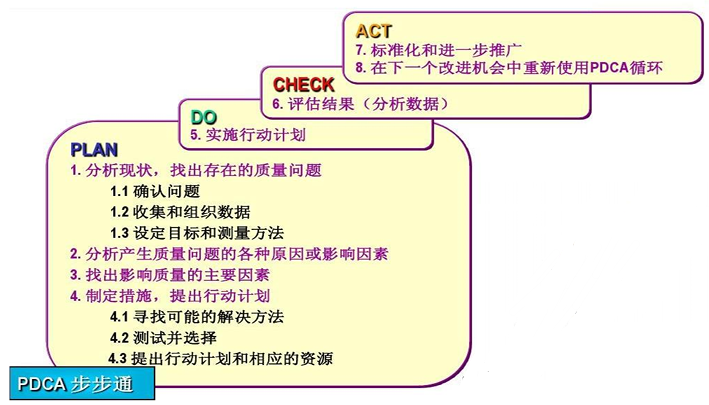 ACT
7. 标准化和进一步推广
8. 在下一个改进机会中重新使用PDCA循环
CHECK
6. 评估结果（分析数据）
DO
5. 实施行动计划
PLAN
1. 分析现状，找出存在的质量问题
1.1 确认问题
1.2 收集和组织数据
1.3 设定目标和测量方法
2. 分析产生质量问题的各种原因或影响因素
3. 找出影响质量的主要因素
4. 制定措施，提出行动计划
4.1 寻找可能的解决方法
4.2 测试并选择
4.3 提出行动计划和相应的资源
PDCA 步步通